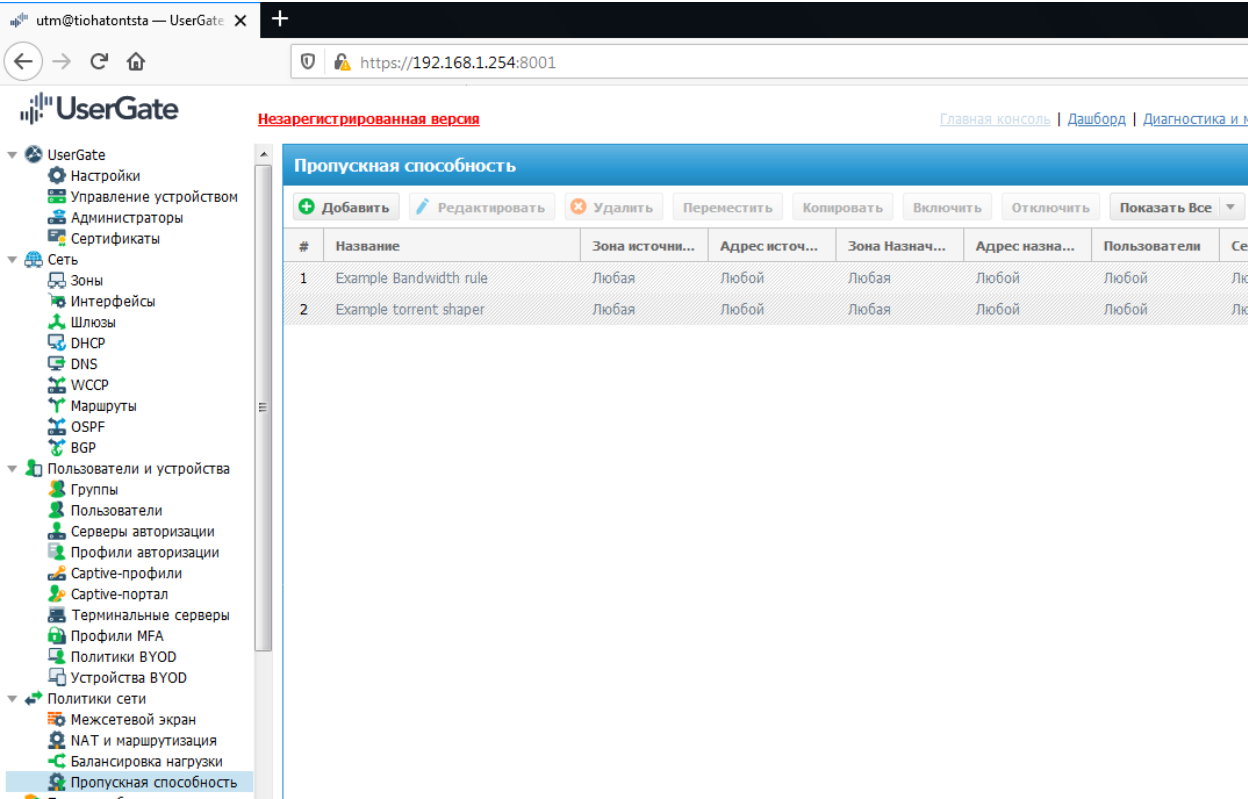 utm@tiohatontsta — UserGate
https://192.168.1.254:8001
UserGate
Незарегистрированная версия
Главная консоль | Дашборд | Диагностика и м
UserGate
Настройки
Управление устройством
Администраторы
Сертификаты
Сеть
Зоны
Интерфейсы
Шлюзы
DHCP
DNS
WCCP
Маршруты
OSPF
BGP
Пользователи и устройства
Группы
Пользователи
Серверы авторизации
Профили авторизации
Captive-профили
Captive-портал
Терминальные серверы
Профили MFA
Политики BYOD
Устройства BYOD
Политики сети
Межсетевой экран
NAT и маршрутизация
Балансировка нагрузки
Пропускная способность
Пропускная способность
Добавить Редактировать Удалить Переместить Копировать Включить Отключить Показать Все
# Название Зона источни... Адрес источ... Зона Назнач... Адрес назна... Пользователи Се
1 Example Bandwidth rule Любая Любой Любая Любой Любой Лю
2 Example torrent shaper Любая Любой Любая Любой Любой Лю